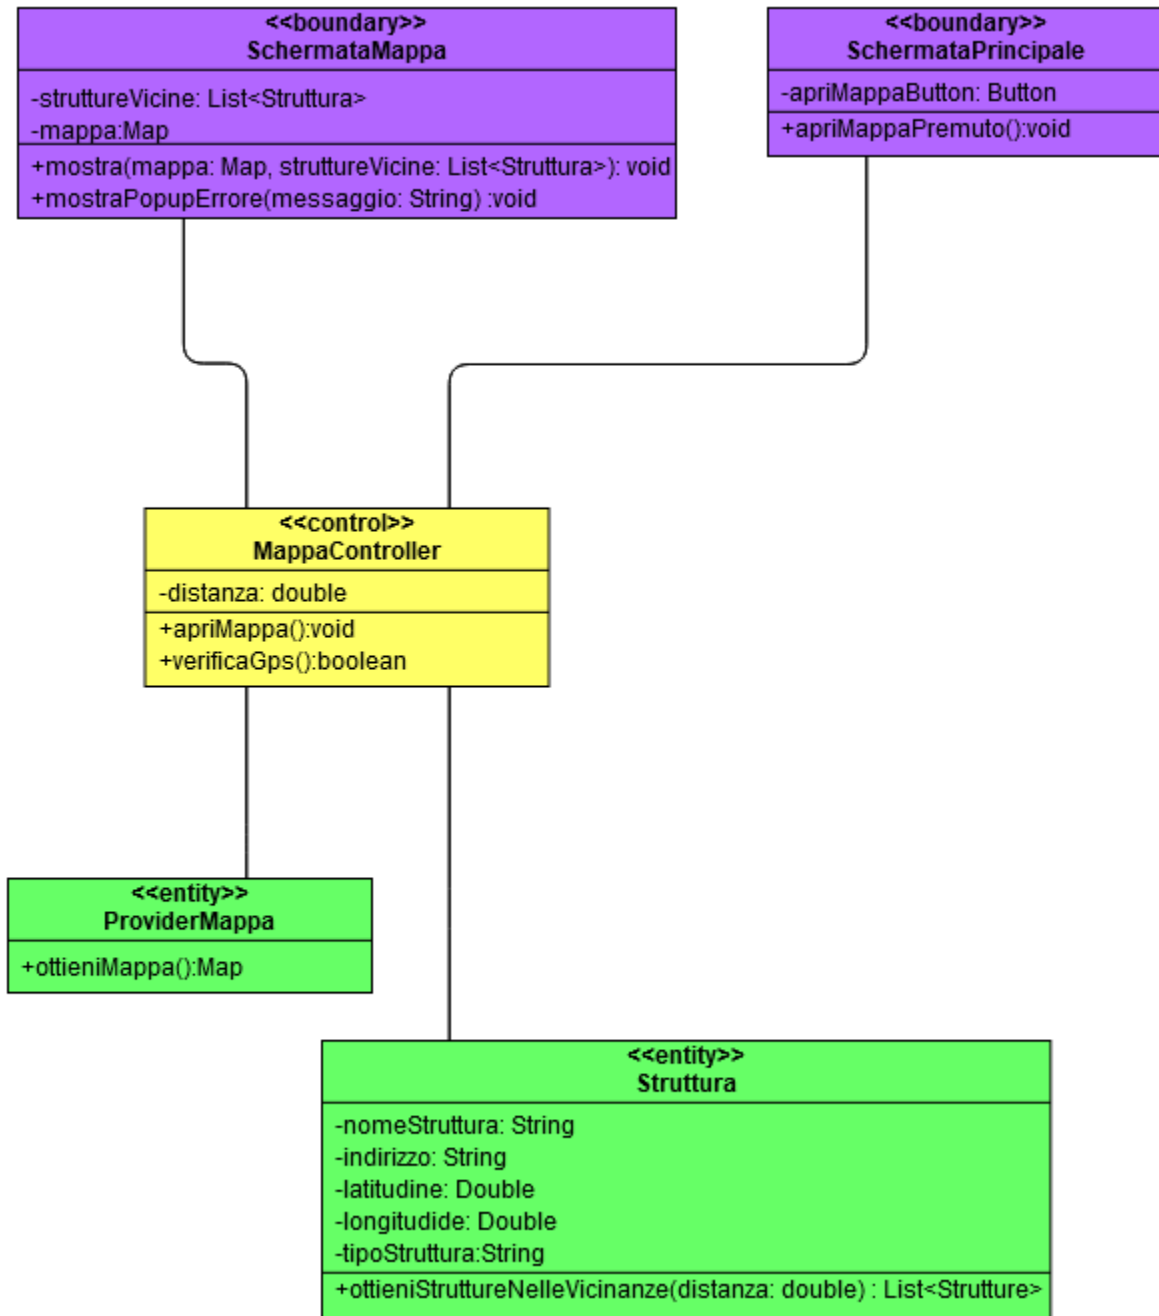 <<boundary>>
SchermataMappa
-struttureVicine: List<Struttura>
-mappa:Map
+mostra(mappa: Map, struttureVicine: List<Struttura>): void
+mostraPopupErrore(messaggio: String) :void
<<boundary>>
SchermataPrincipale
-apriMappaButton: Button
+apriMappaPremuto():void
<<control>>
MappaController
-distanza: double
+apriMappa():void
+verificaGps():boolean
<<entity>>
ProviderMappa
+ottieniMappa():Map
<<entity>>
Struttura
-nomeStruttura: String
-indirizzo: String
-latitudine: Double
-longitudide: Double
-tipoStruttura:String
+ottieniStruttureNelleVicinanze(distanza: double) : List<Strutture>